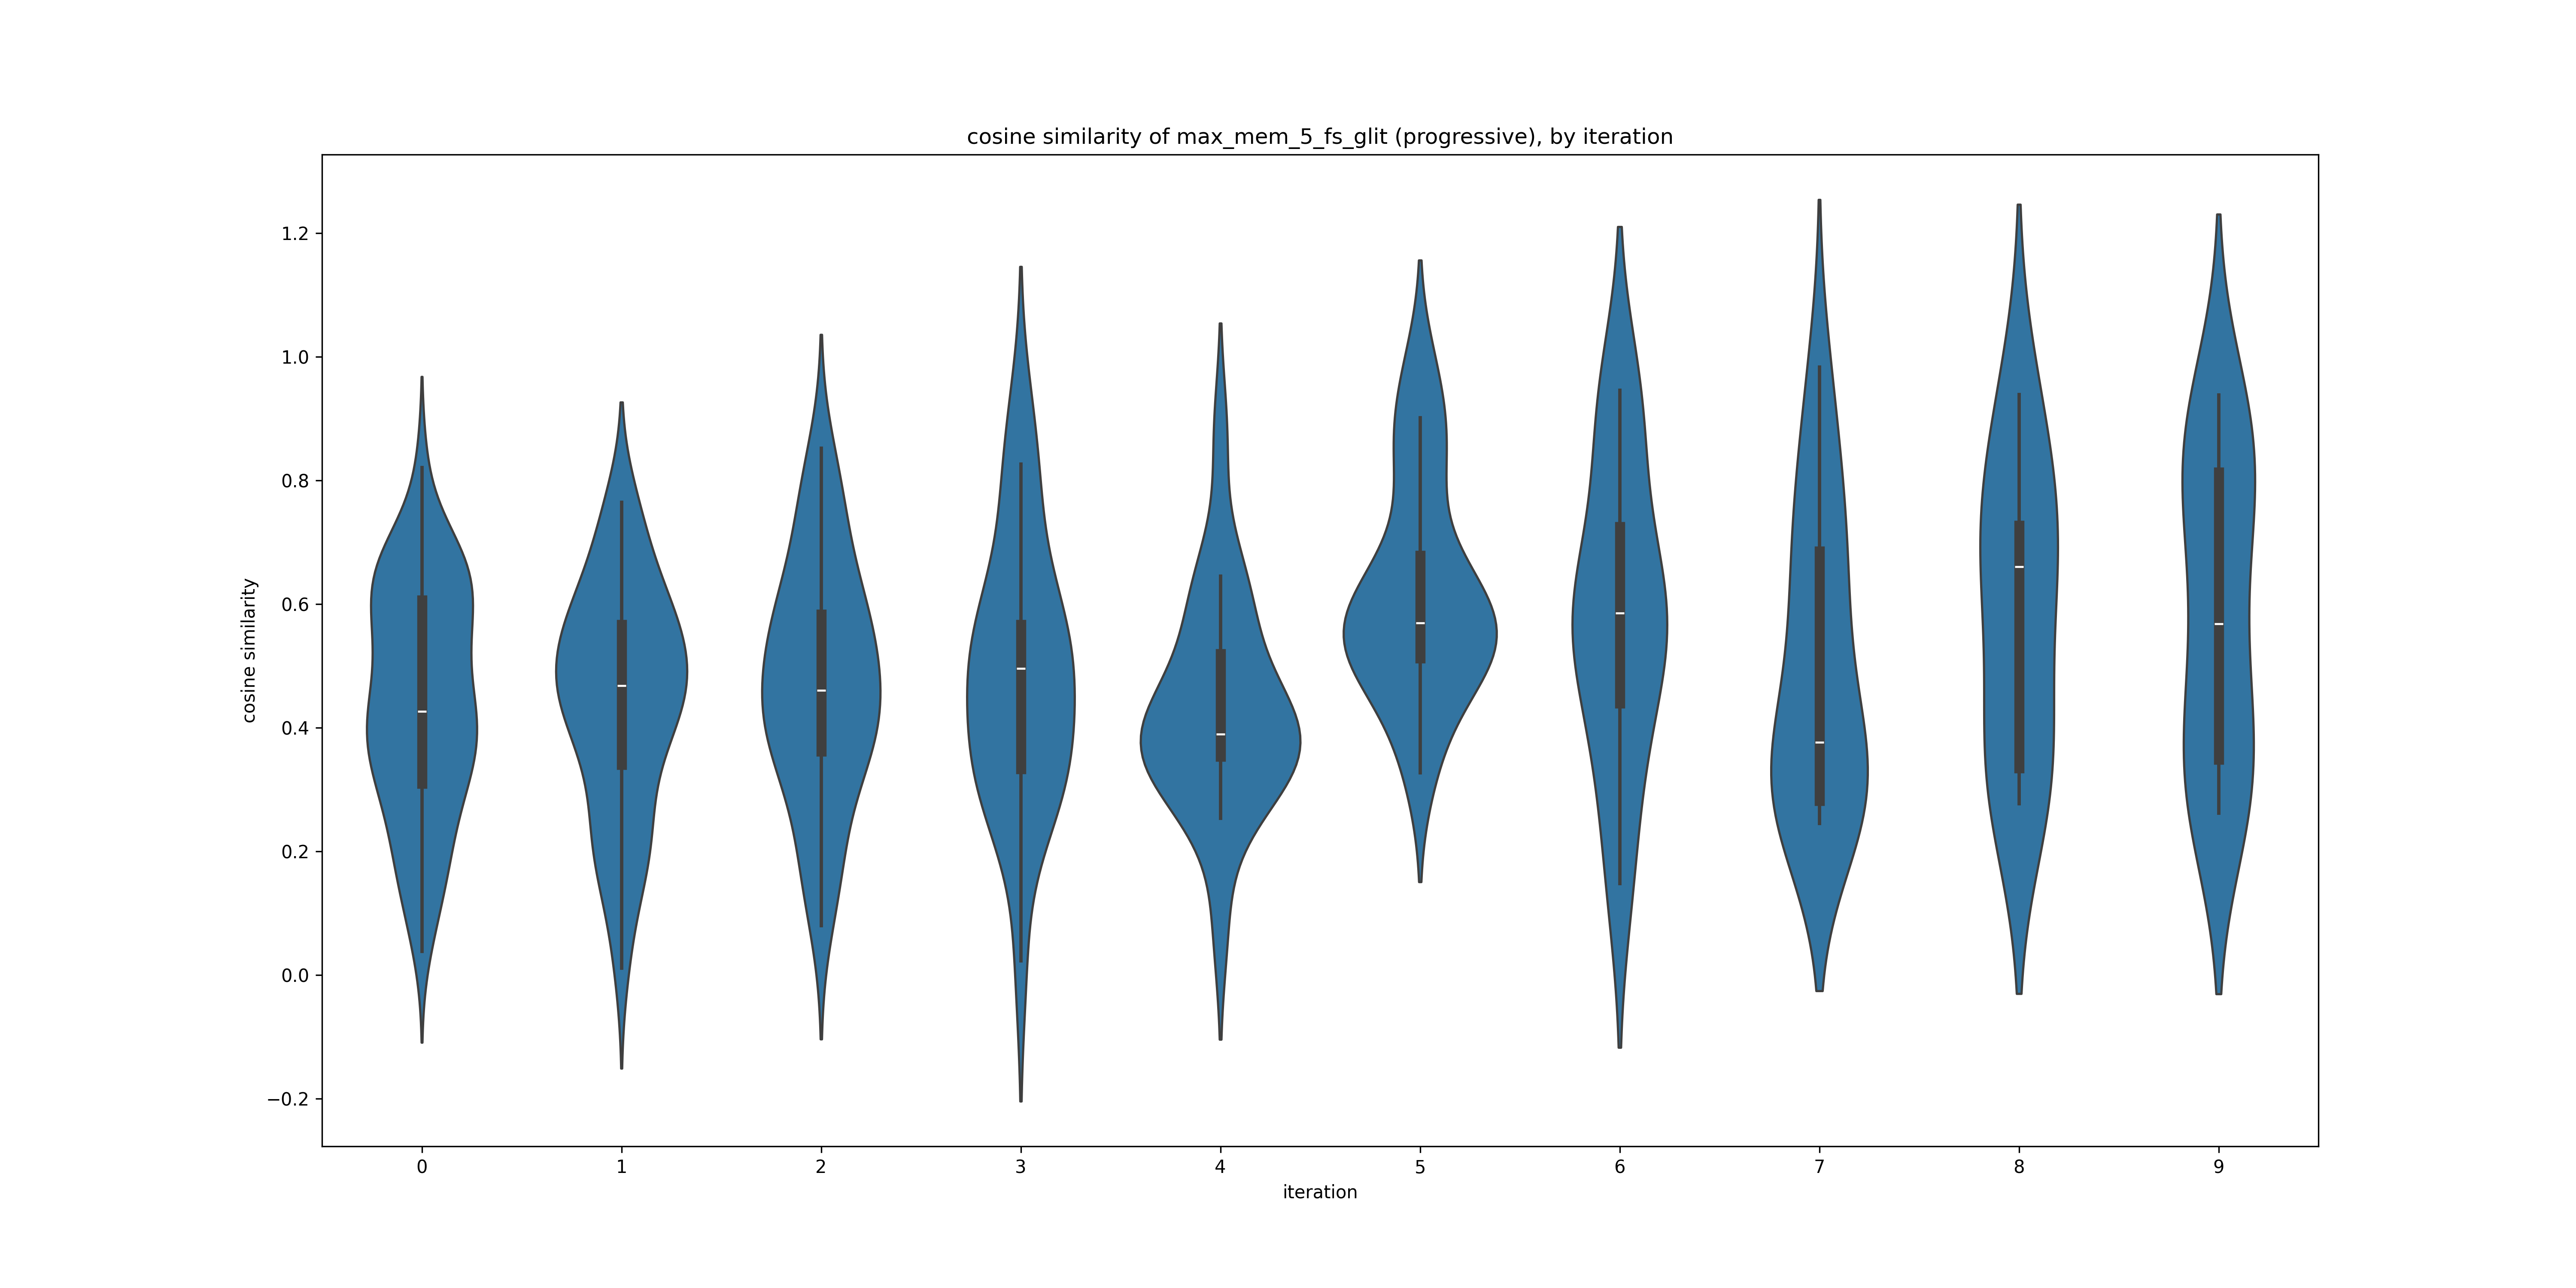 cosine similarity of max_mem_5_fs_glit (progressive), by iteration
cosine similarity
1.2
1.0
0.8
0.6
0.4
0.2
0.0
−0.2
0 1 2 3 4 5 6 7 8 9
iteration